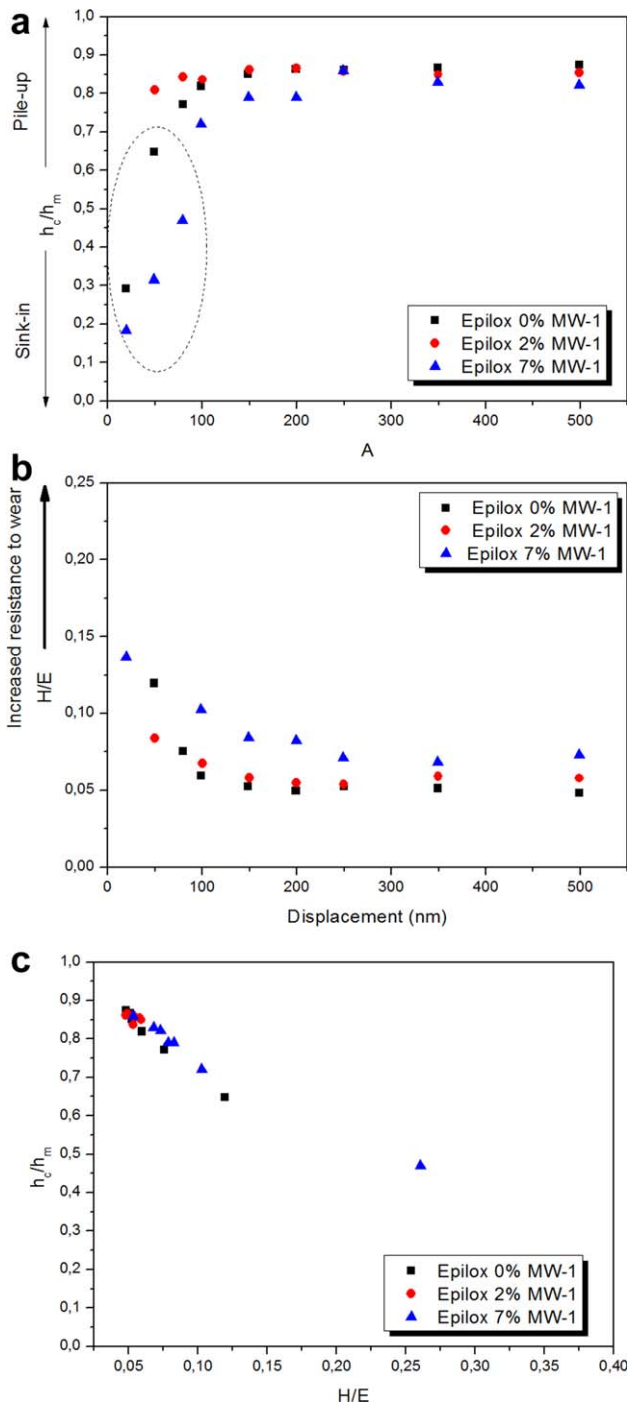 a
Pile-up
h_c/h_m
Sink-in
1,0
0,9
0,8
0,7
0,6
0,5
0,4
0,3
0,2
0,1
0,0
Epilox 0% MW-1
Epilox 2% MW-1
Epilox 7% MW-1
0 100 200 300 400 500
A
b
Increased resistance to wear
H/E
0,25
0,20
0,15
0,10
0,05
0,00
Epilox 0% MW-1
Epilox 2% MW-1
Epilox 7% MW-1
0 100 200 300 400 500
Displacement (nm)
c
h_c/h_m
1,0
0,9
0,8
0,7
0,6
0,5
0,4
0,3
0,2
0,1
0,0
Epilox 0% MW-1
Epilox 2% MW-1
Epilox 7% MW-1
0,05 0,10 0,15 0,20 0,25 0,30 0,35 0,40
H/E